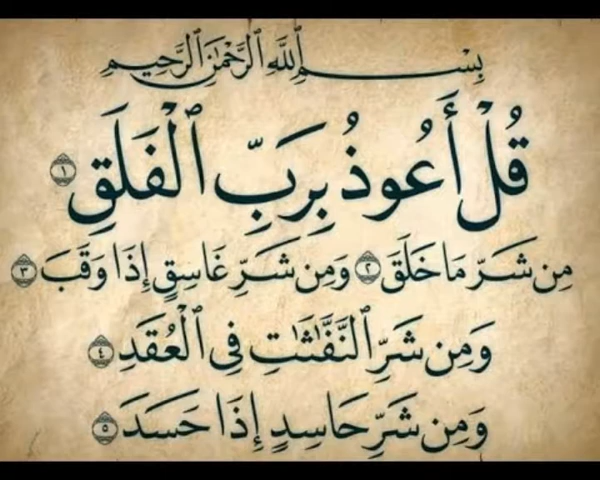 بِسْمِ ٱللَّهِ ٱلرَّحْمَٰنِ ٱلرَّحِيمِ
قُلْ أَعُوذُ بِرَبِّ ٱلْفَلَقِ ١
مِن شَرِّ مَا خَلَقَ ٢ وَمِن شَرِّ غَاسِقٍ إِذَا وَقَبَ ٣
وَمِن شَرِّ ٱلنَّفَّٰثَٰتِ فِى ٱلْعُقَدِ ٤
وَمِن شَرِّ حَاسِدٍ إِذَا حَسَدَ ٥